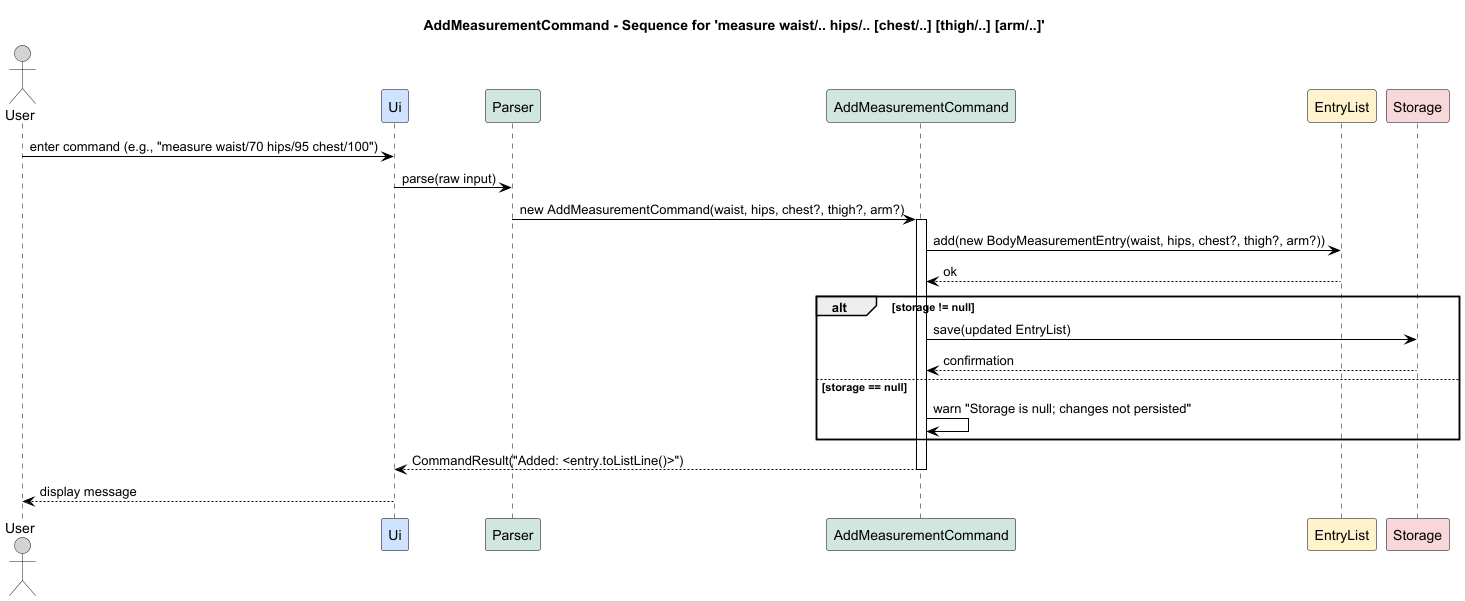 AddMeasurementCommand - Sequence for 'measure waist/.. hips/.. [chest/..] [thigh/..] [arm/..]'
User
Ui
Parser
AddMeasurementCommand
EntryList
Storage
enter command (e.g., "measure waist/70 hips/95 chest/100")
parse(raw input)
new AddMeasurementCommand(waist, hips, chest?, thigh?, arm?)
add(new BodyMeasurementEntry(waist, hips, chest?, thigh?, arm?))
ok
alt
[storage != null]
save(updated EntryList)
confirmation
[storage == null]
warn "Storage is null; changes not persisted"
CommandResult("Added: <entry.toListLine()>")
display message
User
Ui
Parser
AddMeasurementCommand
EntryList
Storage